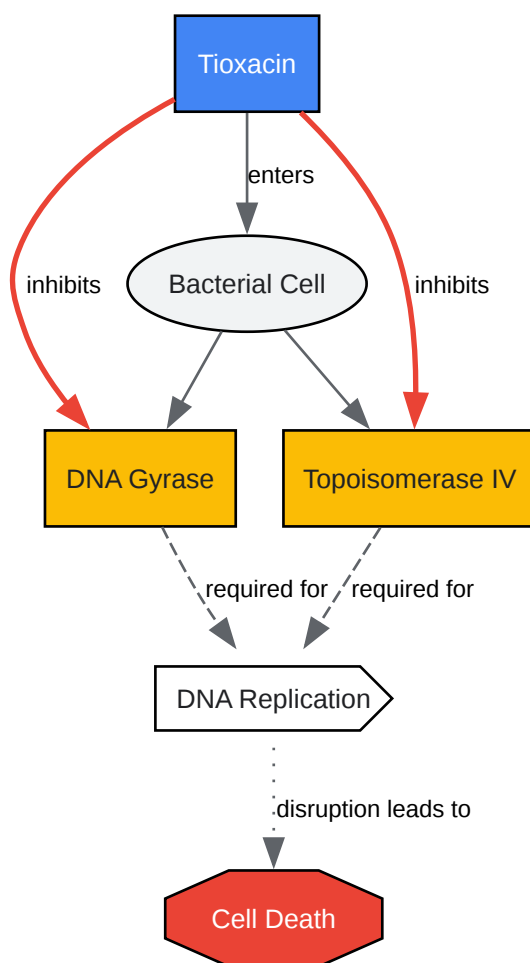 Tioxacin
enters
inhibits
Bacterial Cell
inhibits
DNA Gyrase
Topoisomerase IV
required for
required for
DNA Replication
disruption leads to
Cell Death